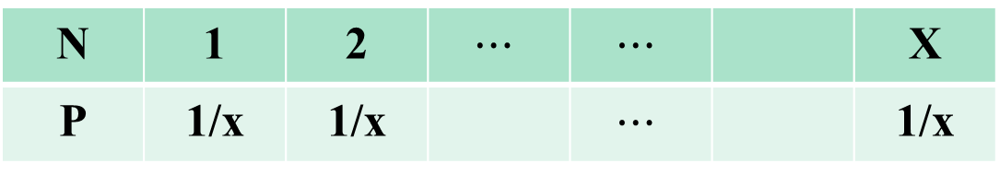 N 1 2 … … X
P 1/x 1/x … 1/x